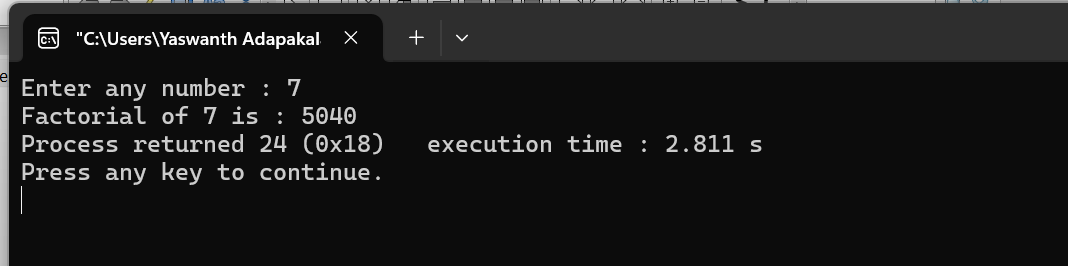 "C:\Users\Yaswanth Adapakal
Enter any number : 7
Factorial of 7 is : 5040
Process returned 24 (0x18)   execution time : 2.811 s
Press any key to continue.